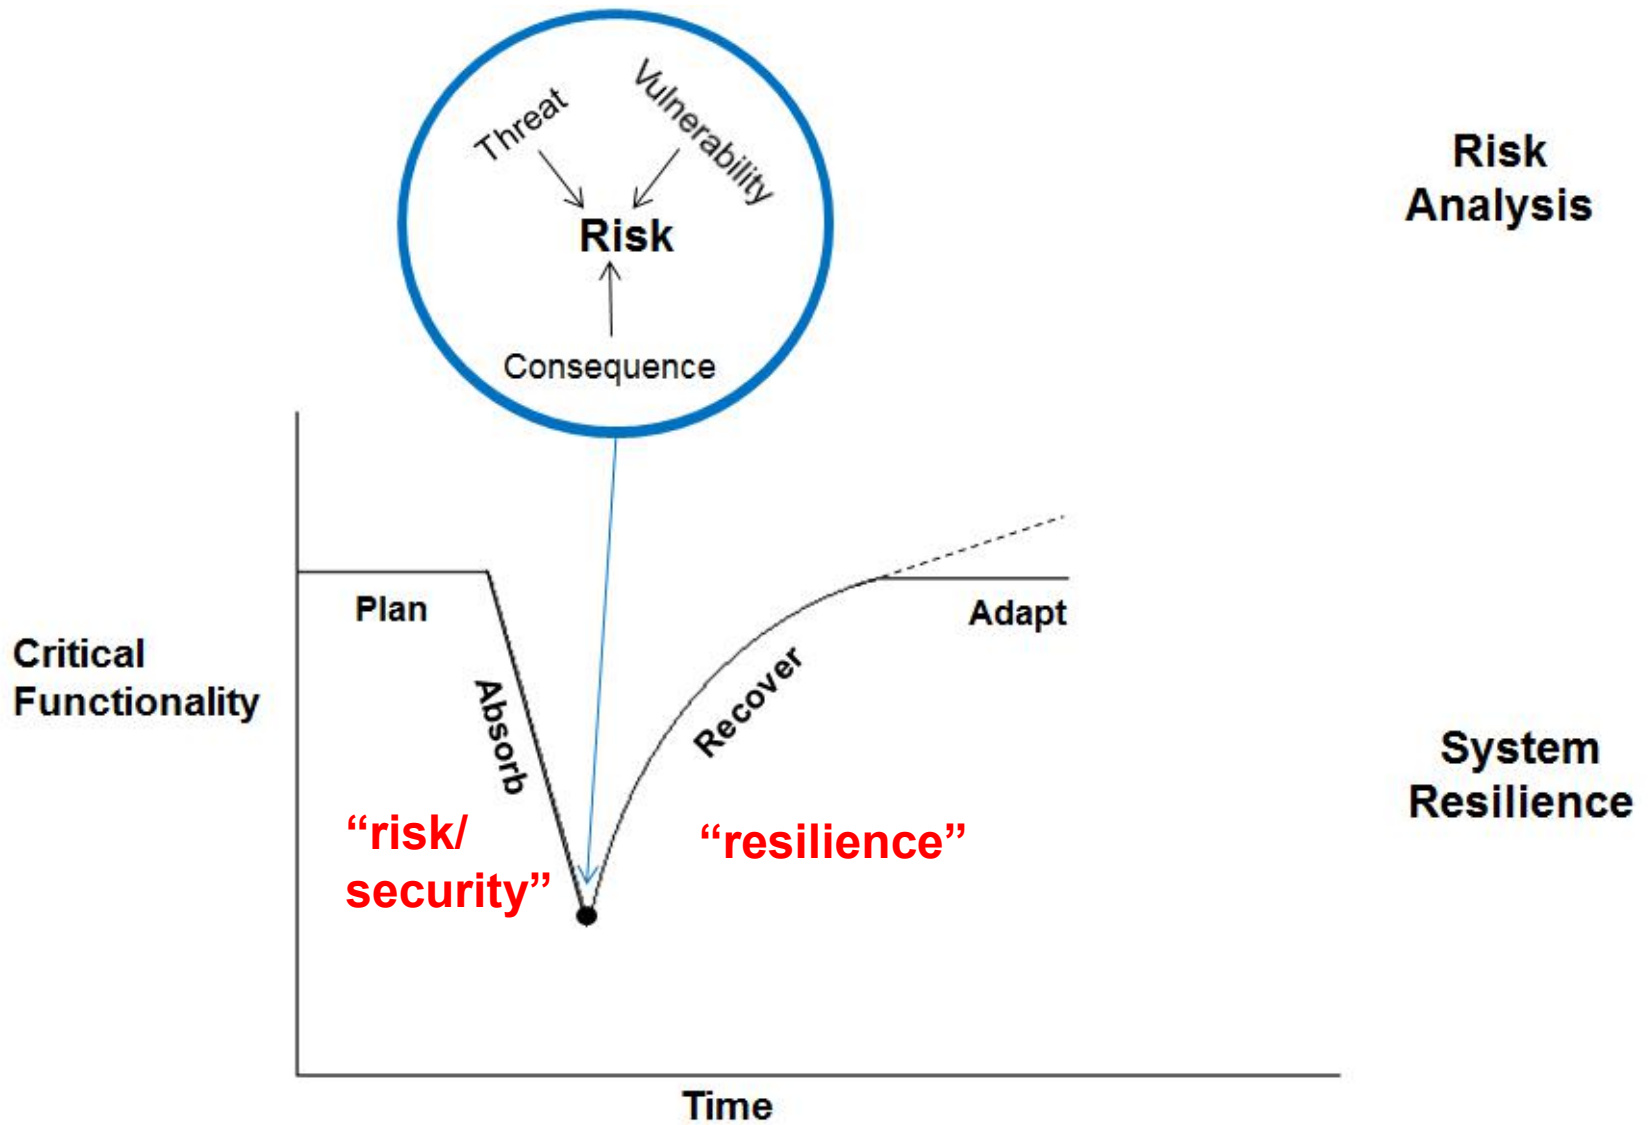 Threat
Vulnerability
Risk
Consequence
Risk
Analysis
Plan
Absorb
Recover
Adapt
Critical
Functionality
“risk/
security”
“resilience”
System
Resilience
Time